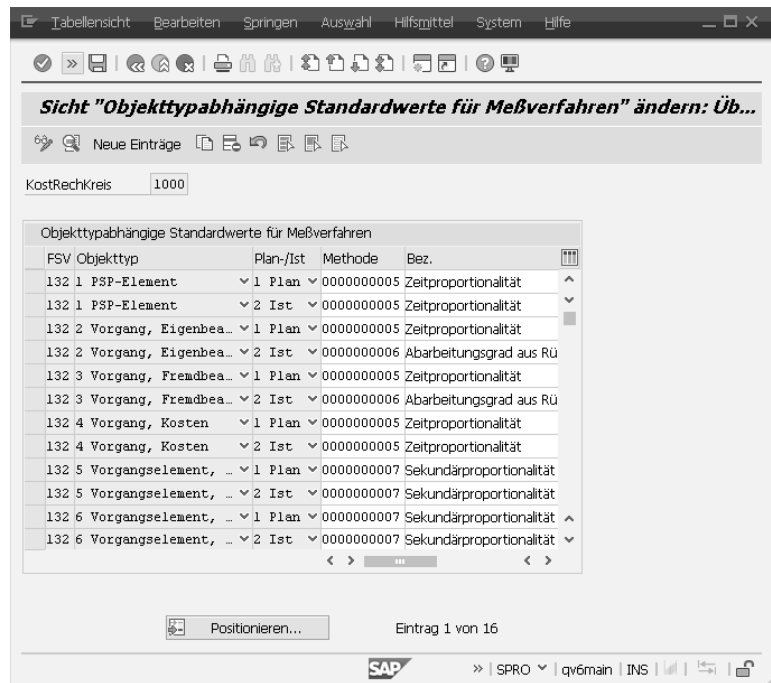 Tabellensicht Bearbeiten Springen Auswahl Hilfsmittel System Hilfe
Sicht "Objekttypabhängige Standardwerte für Meßverfahren" ändern: Üb...
Neue Einträge
KostRechKreis 1000
Objekttypabhängige Standardwerte für Meßverfahren
FSV Objekttyp Plan-/Ist Methode Bez.
132 1 PSP-Element 1 Plan 0000000005 Zeitproportionalität
132 1 PSP-Element 2 Ist 0000000005 Zeitproportionalität
132 2 Vorgang, Eigenbea… 1 Plan 0000000005 Zeitproportionalität
132 2 Vorgang, Eigenbea… 2 Ist 0000000006 Abarbeitungsgrad aus Rü
132 3 Vorgang, Fremdbea… 1 Plan 0000000005 Zeitproportionalität
132 3 Vorgang, Fremdbea… 2 Ist 0000000006 Abarbeitungsgrad aus Rü
132 4 Vorgang, Kosten 1 Plan 0000000005 Zeitproportionalität
132 4 Vorgang, Kosten 2 Ist 0000000005 Zeitproportionalität
132 5 Vorgangselement, … 1 Plan 0000000007 Sekundärproportionalität
132 5 Vorgangselement, … 2 Ist 0000000007 Sekundärproportionalität
132 6 Vorgangselement, … 1 Plan 0000000007 Sekundärproportionalität
132 6 Vorgangselement, … 2 Ist 0000000007 Sekundärproportionalität
Positionieren... Eintrag 1 von 16
SAP » | SPRO | qv6main | INS